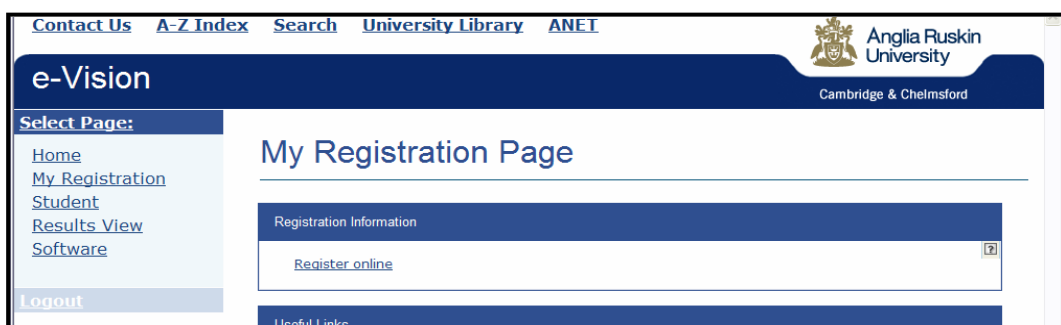 Contact Us A-Z Index Search University Library ANET
Anglia Ruskin
University
e-Vision
Cambridge & Chelmsford
Select Page:
Home
My Registration
Student
Results View
Software
Logout
My Registration Page
Registration Information
?
Register online
Useful Links